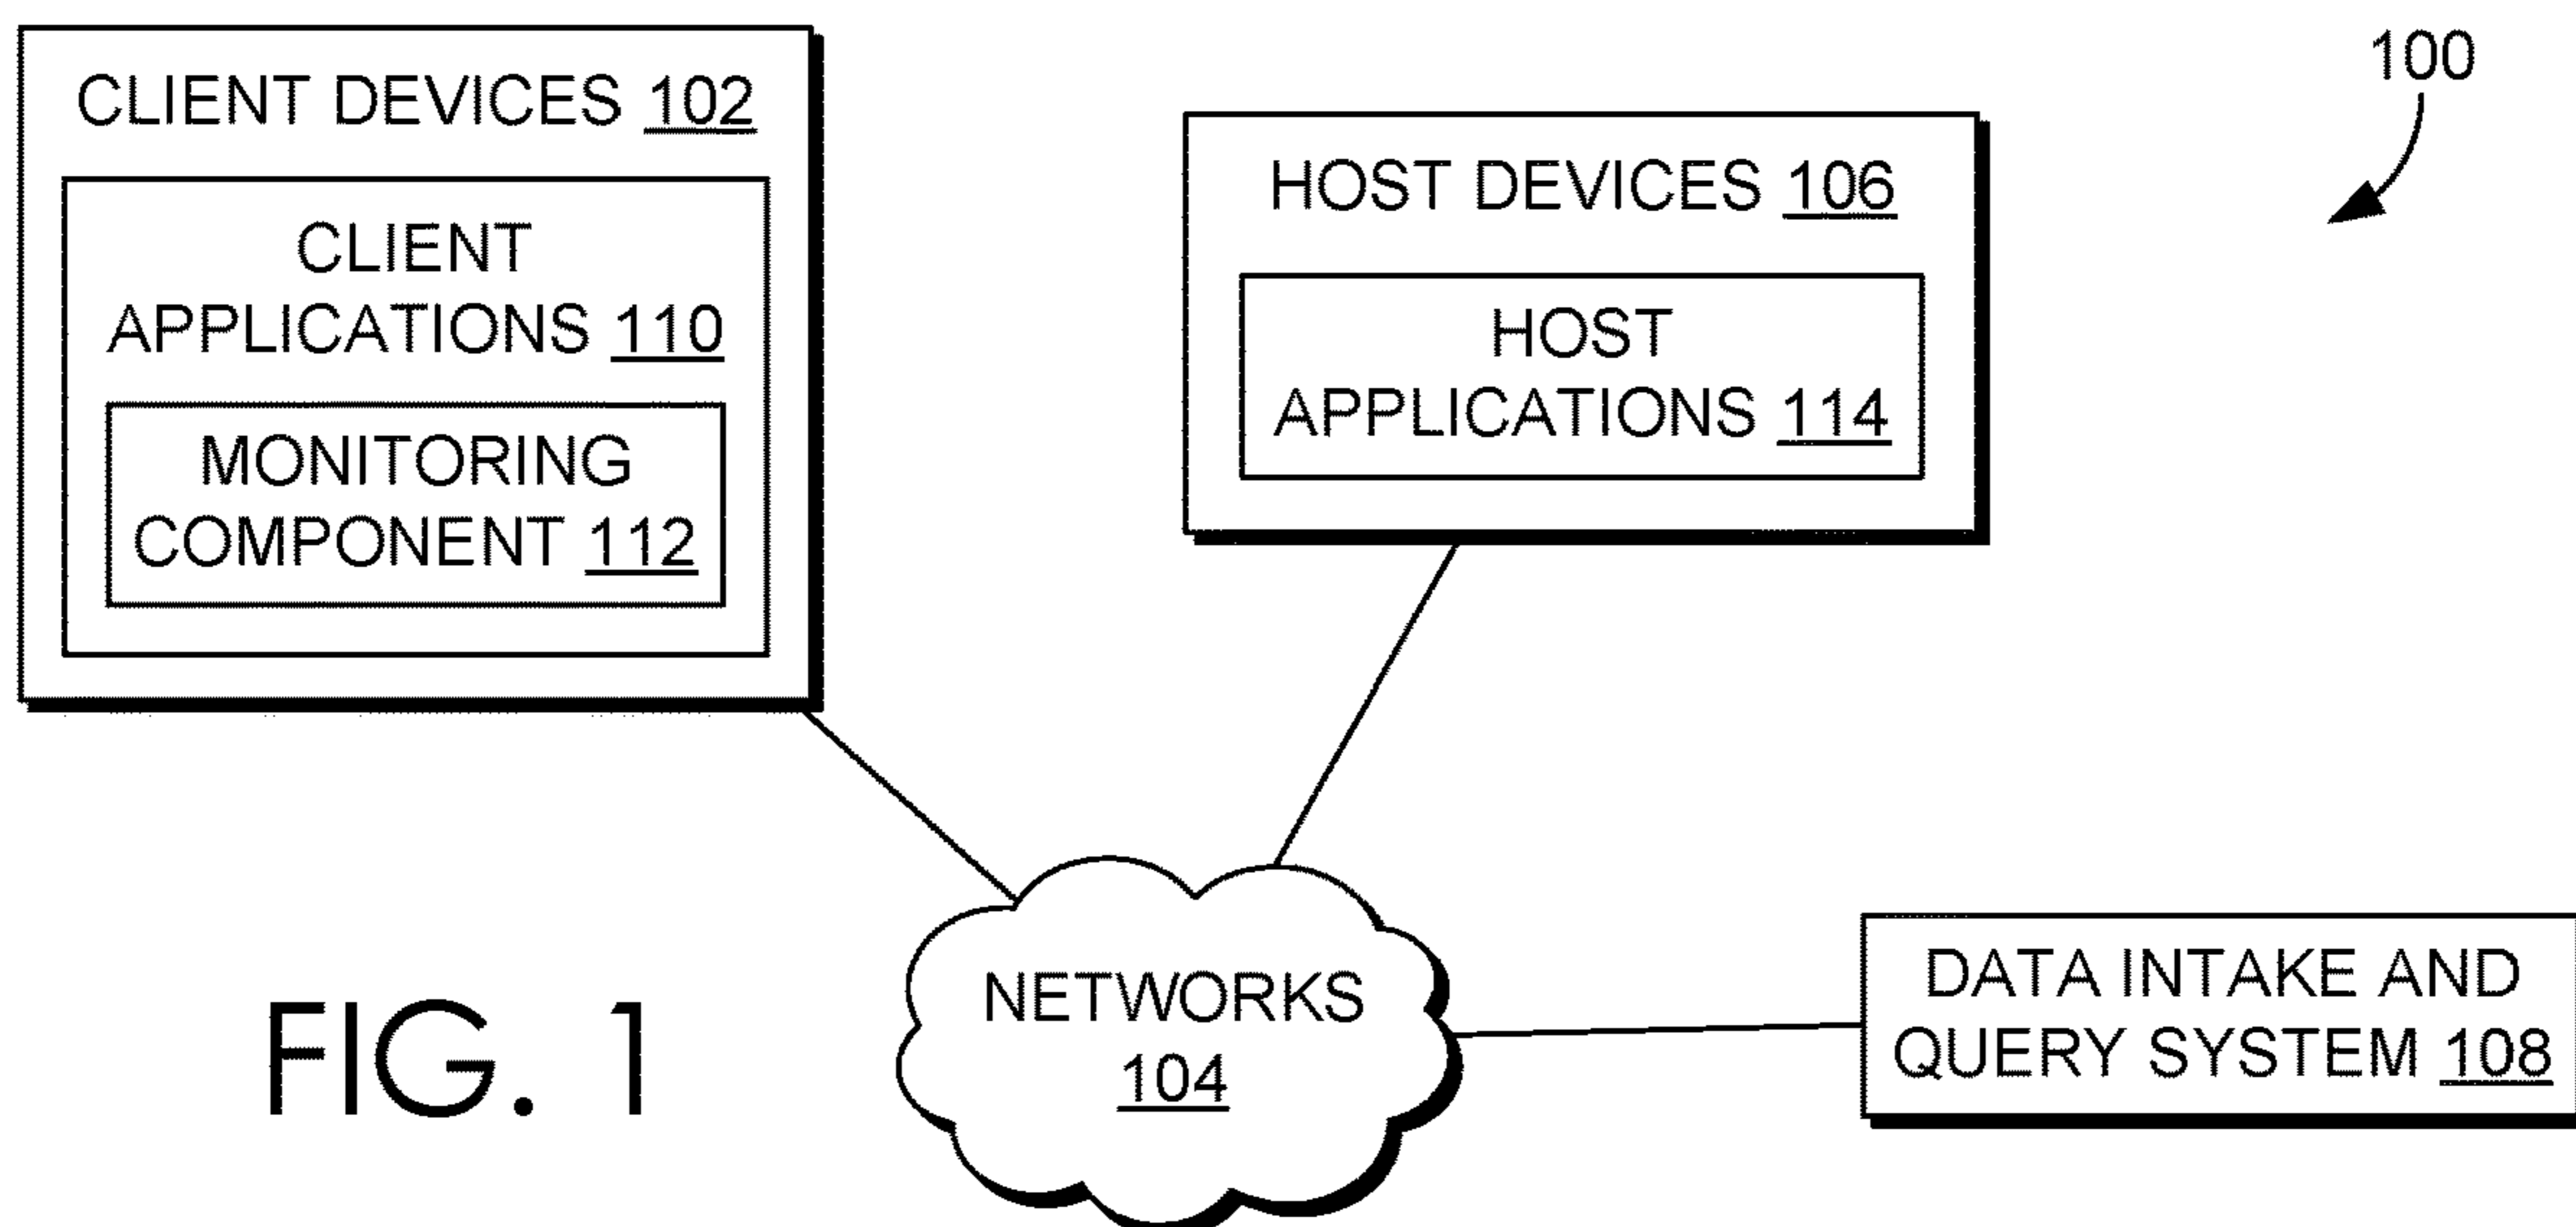 100
CLIENT DEVICES 102
CLIENT
APPLICATIONS 110
MONITORING
COMPONENT 112
HOST DEVICES 106
HOST
APPLICATIONS 114
NETWORKS
104
DATA INTAKE AND
QUERY SYSTEM 108
FIG. 1